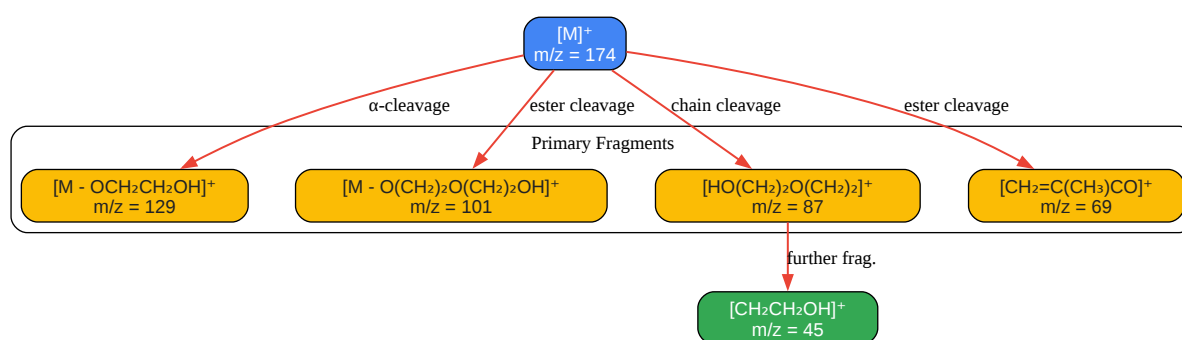 [M]⁺
m/z = 174
α-cleavage
ester cleavage
chain cleavage
ester cleavage
Primary Fragments
[M - OCH₂CH₂OH]⁺
m/z = 129
[M - O(CH₂)₂O(CH₂)₂OH]⁺
m/z = 101
[HO(CH₂)₂O(CH₂)₂]⁺
m/z = 87
[CH₂=C(CH₃)CO]⁺
m/z = 69
further frag.
[CH₂CH₂OH]⁺
m/z = 45